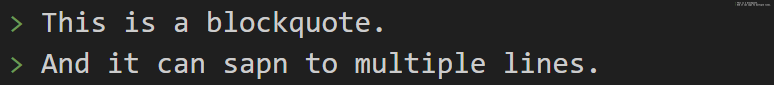 > This is a blockquote.
> And it can sapn to multiple lines.